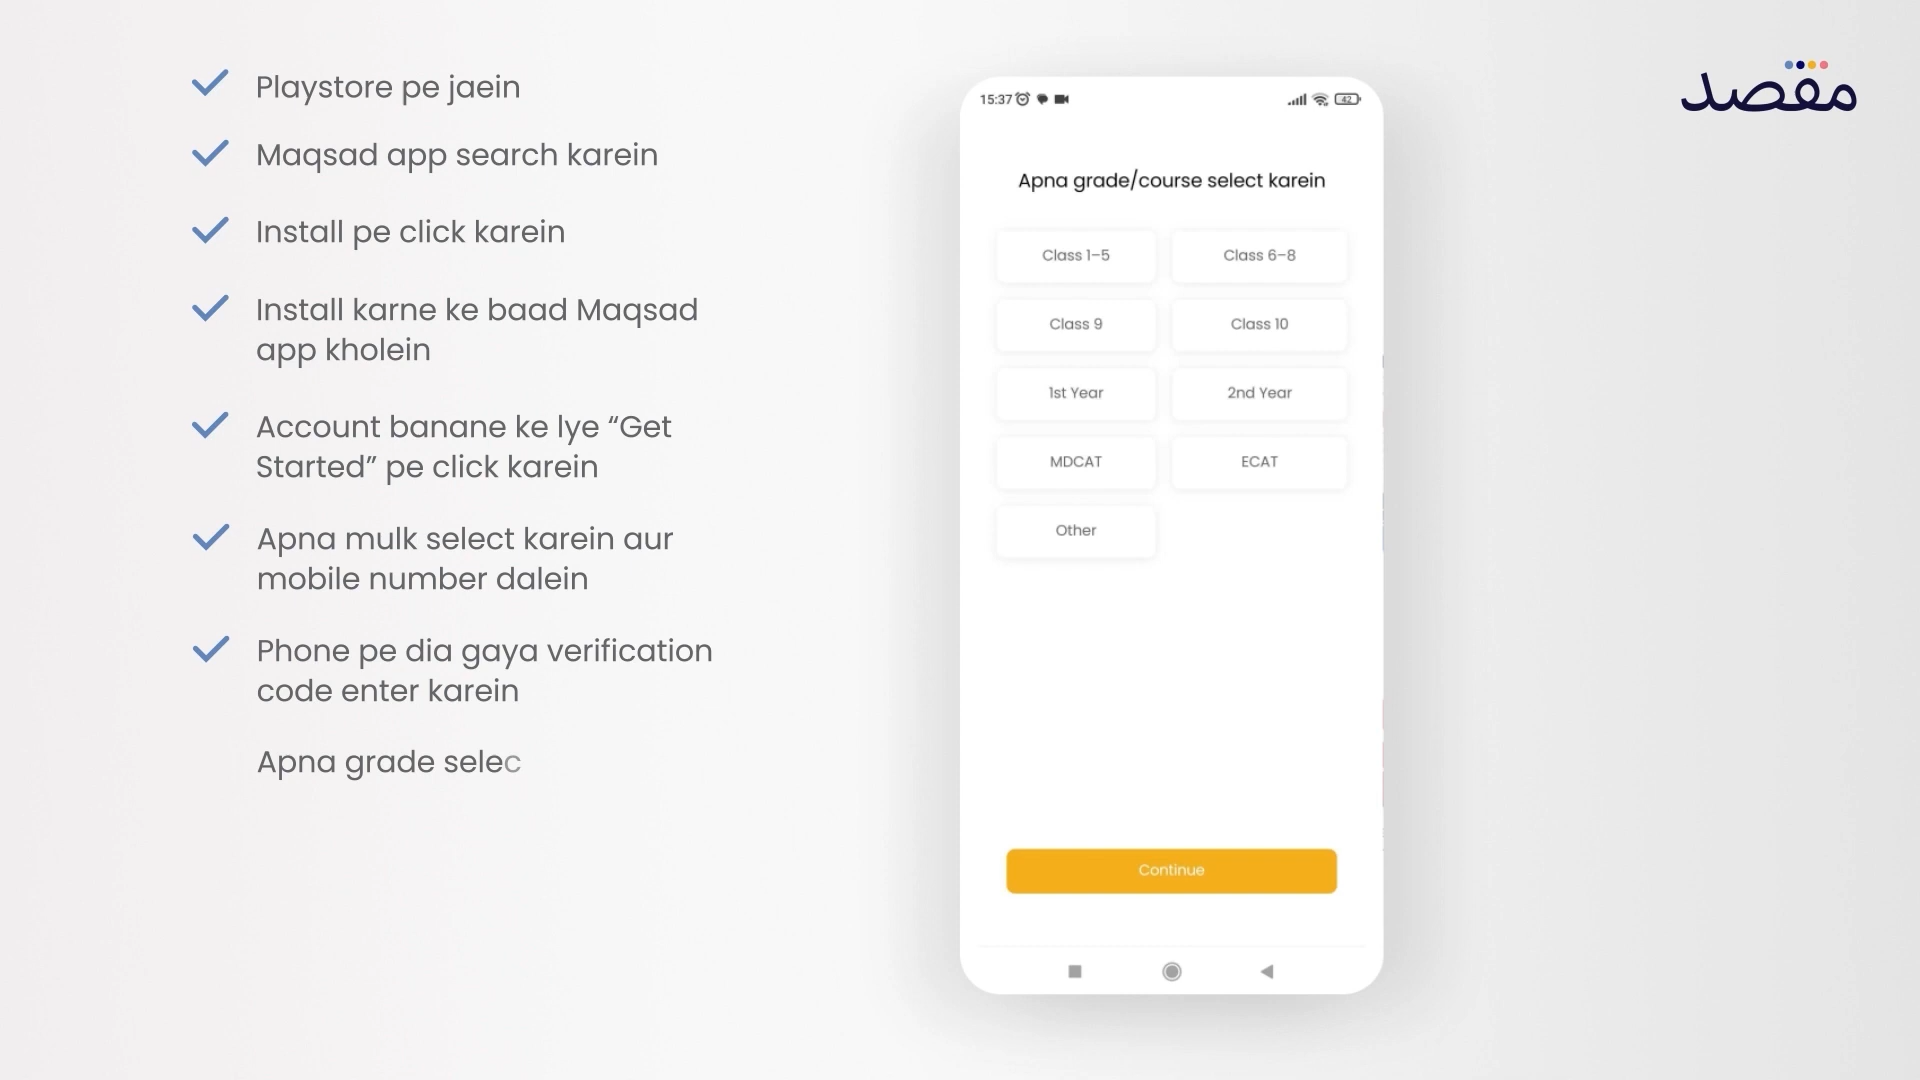 Playstore pe jaein
Maqsad app search karein
Install pe click karein
Install karne ke baad Maqsad
app kholein
Account banane ke lye “Get
Started” pe click karein
Apna mulk select karein aur
mobile number dalein
Phone pe dia gaya verification
code enter karein
Apna grade selec
15:37
42
Apna grade/course select karein
Class 1–5
Class 6–8
Class 9
Class 10
1st Year
2nd Year
MDCAT
ECAT
Other
Continue
مقصد